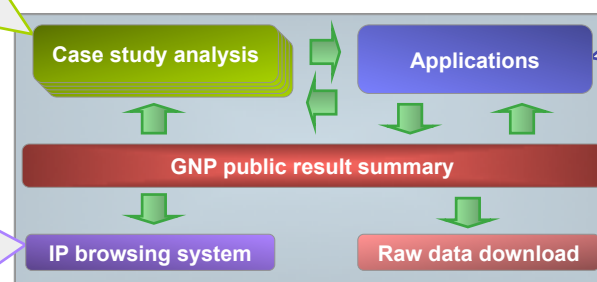 Case study analysis
Applications
GNP public result summary
IP browsing system
Raw data download